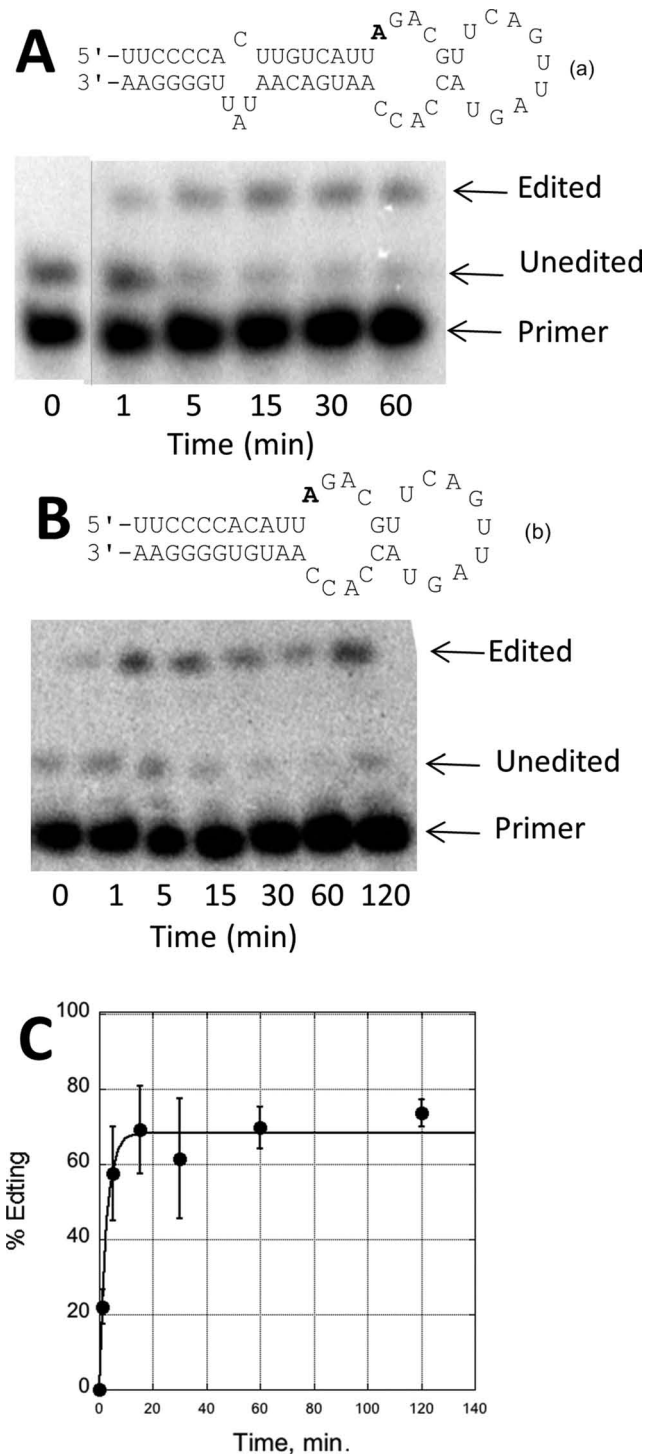 A
5'-UUCCCCA C UUGUCAUU A G A C GU U C A G U U
3'-AAGGGGU U A U AACAGUAA C C A C CA U G A
(a)
Edited
Unedited
Primer
0 1 5 15 30 60
Time (min)
B
5'-UUCCCCACAUU A G A C GU U C A G U U
3'-AAGGGGUGUAA C C A C CA U G A
(b)
Edited
Unedited
Primer
0 1 5 15 30 60 120
Time (min)
C
100
80
60
40
20
0
% Edting
0 20 40 60 80 100 120 140
Time, min.